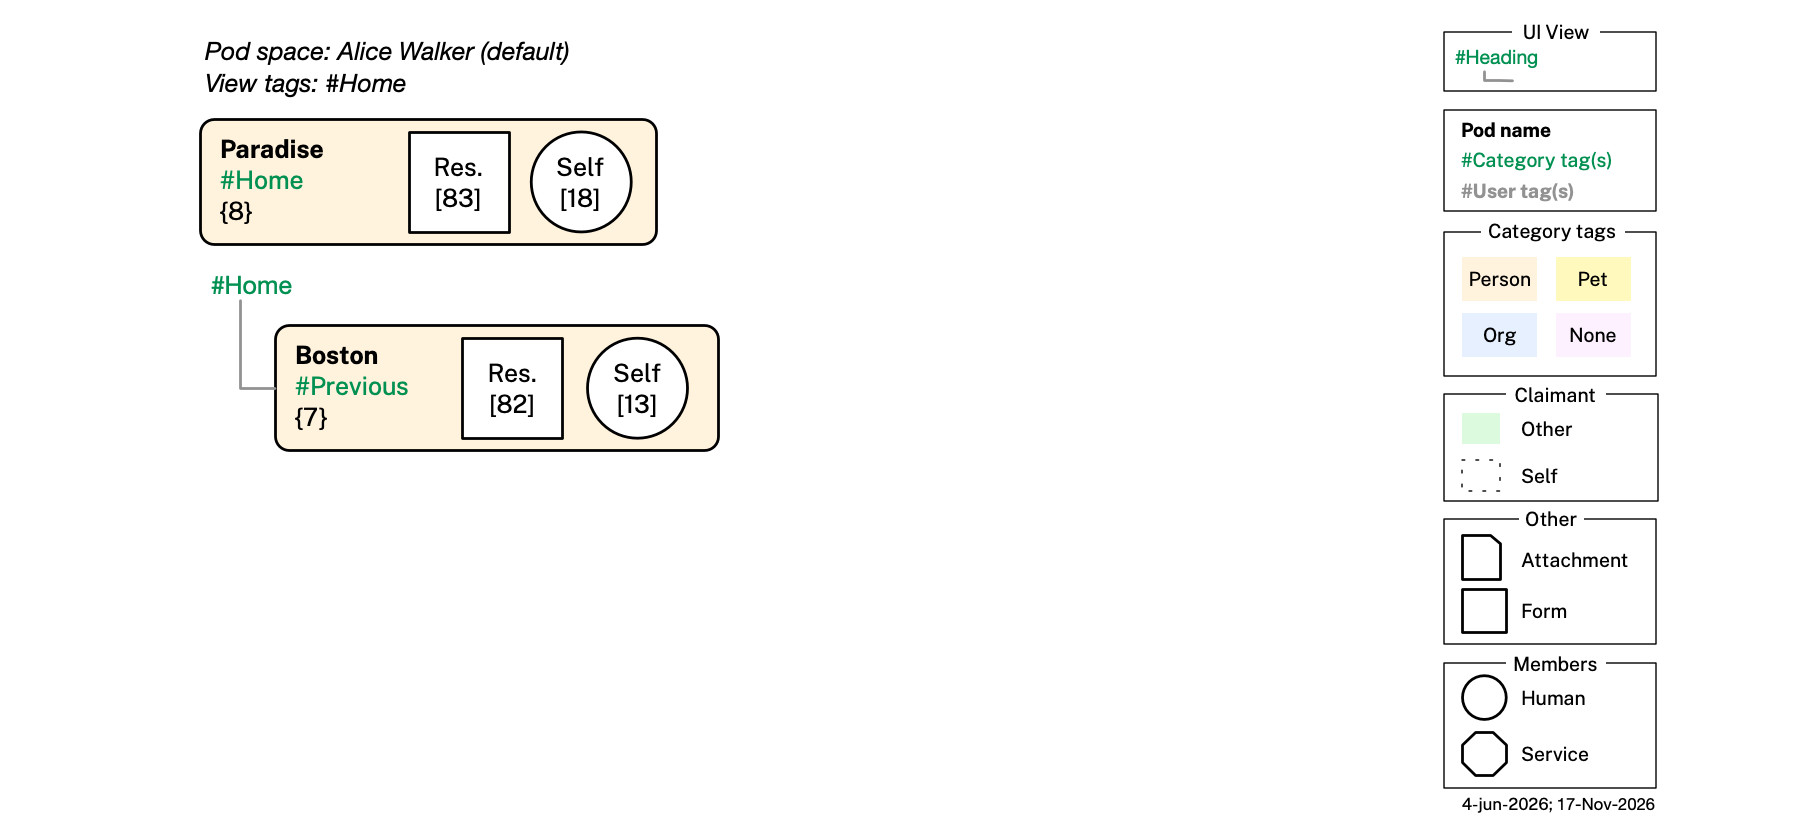 Pod space: Alice Walker (default)
View tags: #Home
Paradise
#Home
{8}
Res.
[83]
Self
[18]
#Home
Boston
#Previous
{7}
Res.
[82]
Self
[13]
UI View
#Heading
Pod name
#Category tag(s)
#User tag(s)
Category tags
Person
Pet
Org
None
Claimant
Other
Self
Other
Attachment
Form
Members
Human
Service
4-jun-2026; 17-Nov-2026